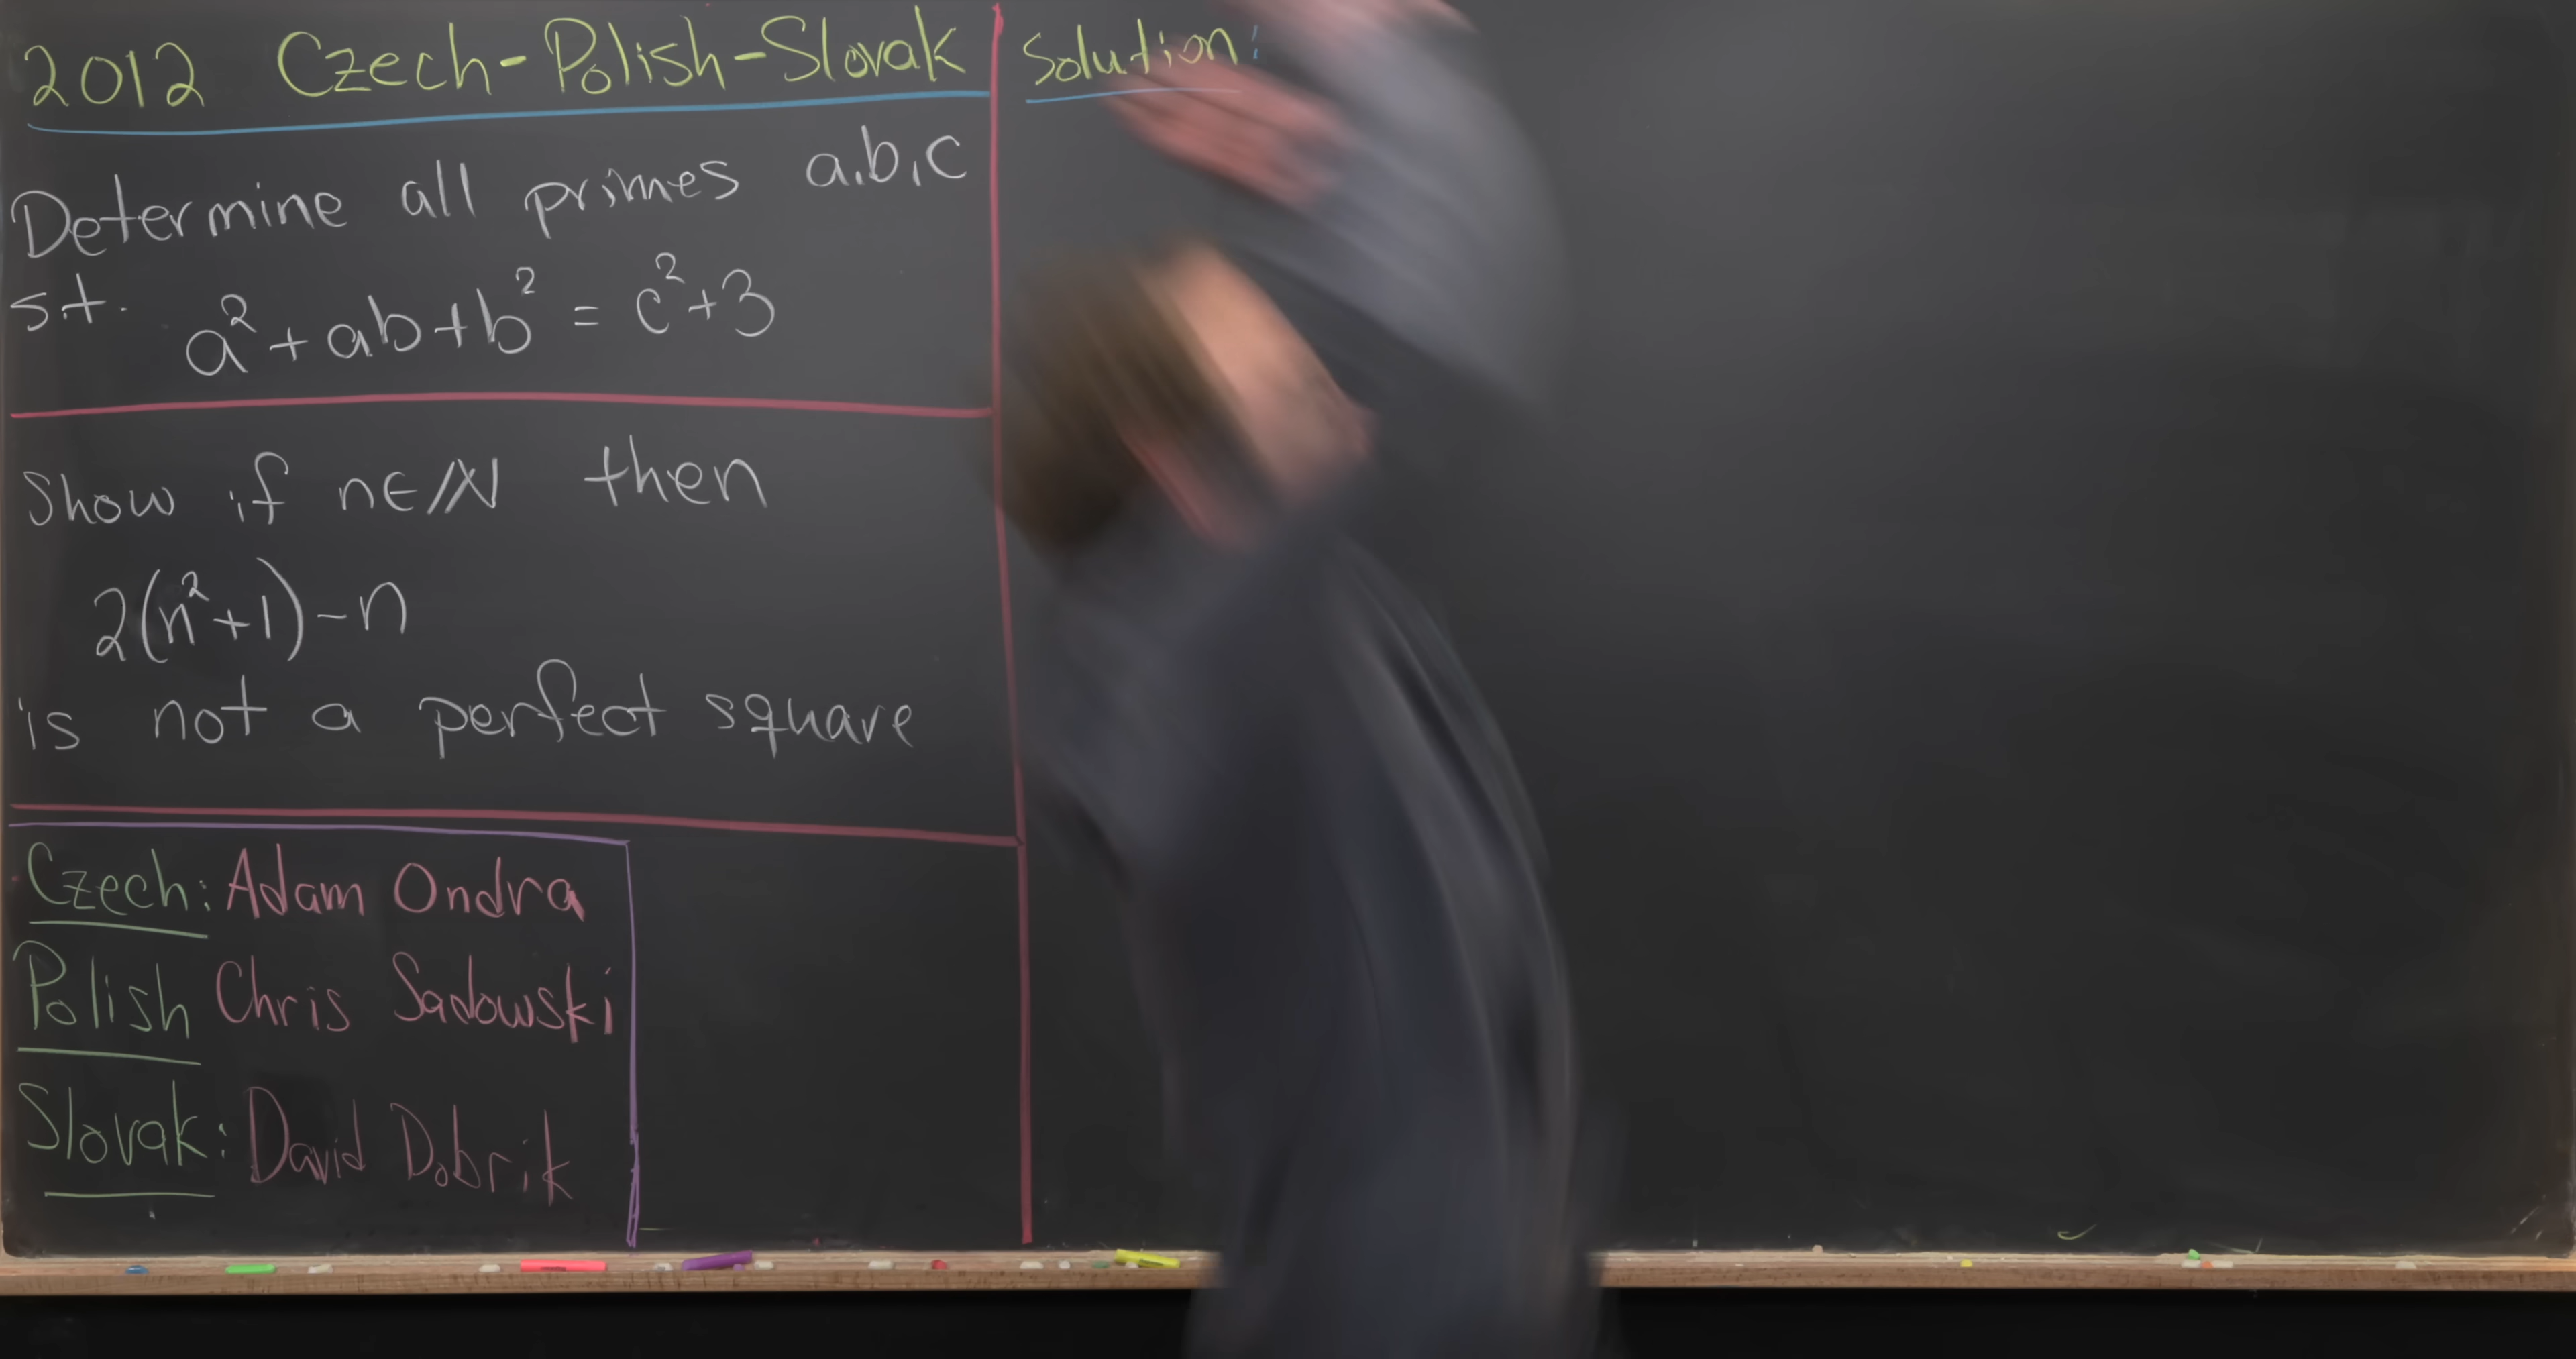 2012 Czech-Polish-Slovak
Determine all primes a,b,c
s.t. a²+ab+b² = c²+3
Show if n∈ℕ then
2(n²+1)-n
is not a perfect square
Czech: Adam Ondra
Polish Chris Sadowski
Slovak: David Dobrik
Solution: